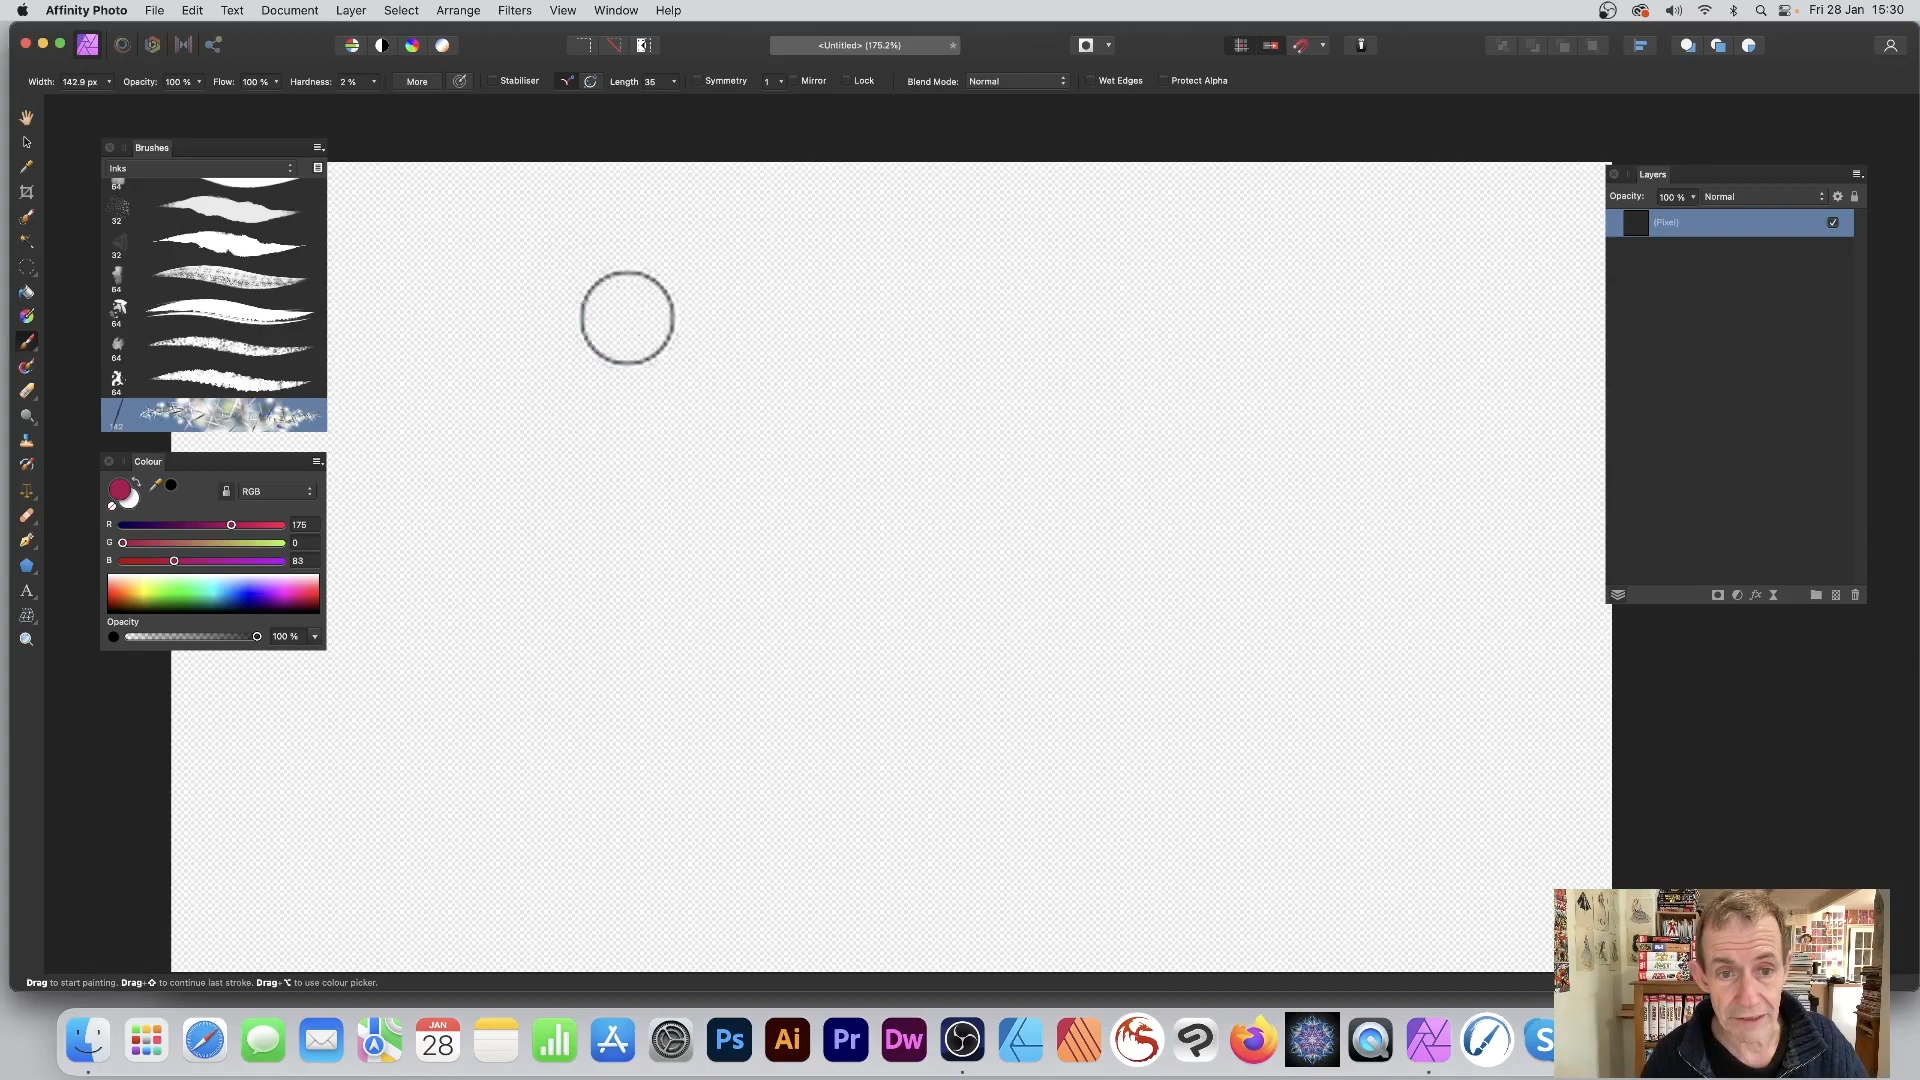 Affinity Photo File Edit Text Document Layer Select Arrange Filters View Window Help Fri 28 Jan 15:30
<Untitled> (175.2%)
Width: 142.9 px Opacity: 100 % Flow: 100 % Hardness: 2 % More Stabiliser Length 35 Symmetry 1 Mirror Lock Blend Mode: Normal Wet Edges Protect Alpha
Brushes
Inks
64
32
32
64
64
64
64
142
Colour
RGB
R 175
G 0
B 83
Opacity
100 %
Layers
Opacity: 100 % Normal
(Pixel)
Drag to start painting. Drag+⇧ to continue last stroke. Drag+⌥ to use colour picker.
JAN
28
Ps
Ai
Pr
Dw
S